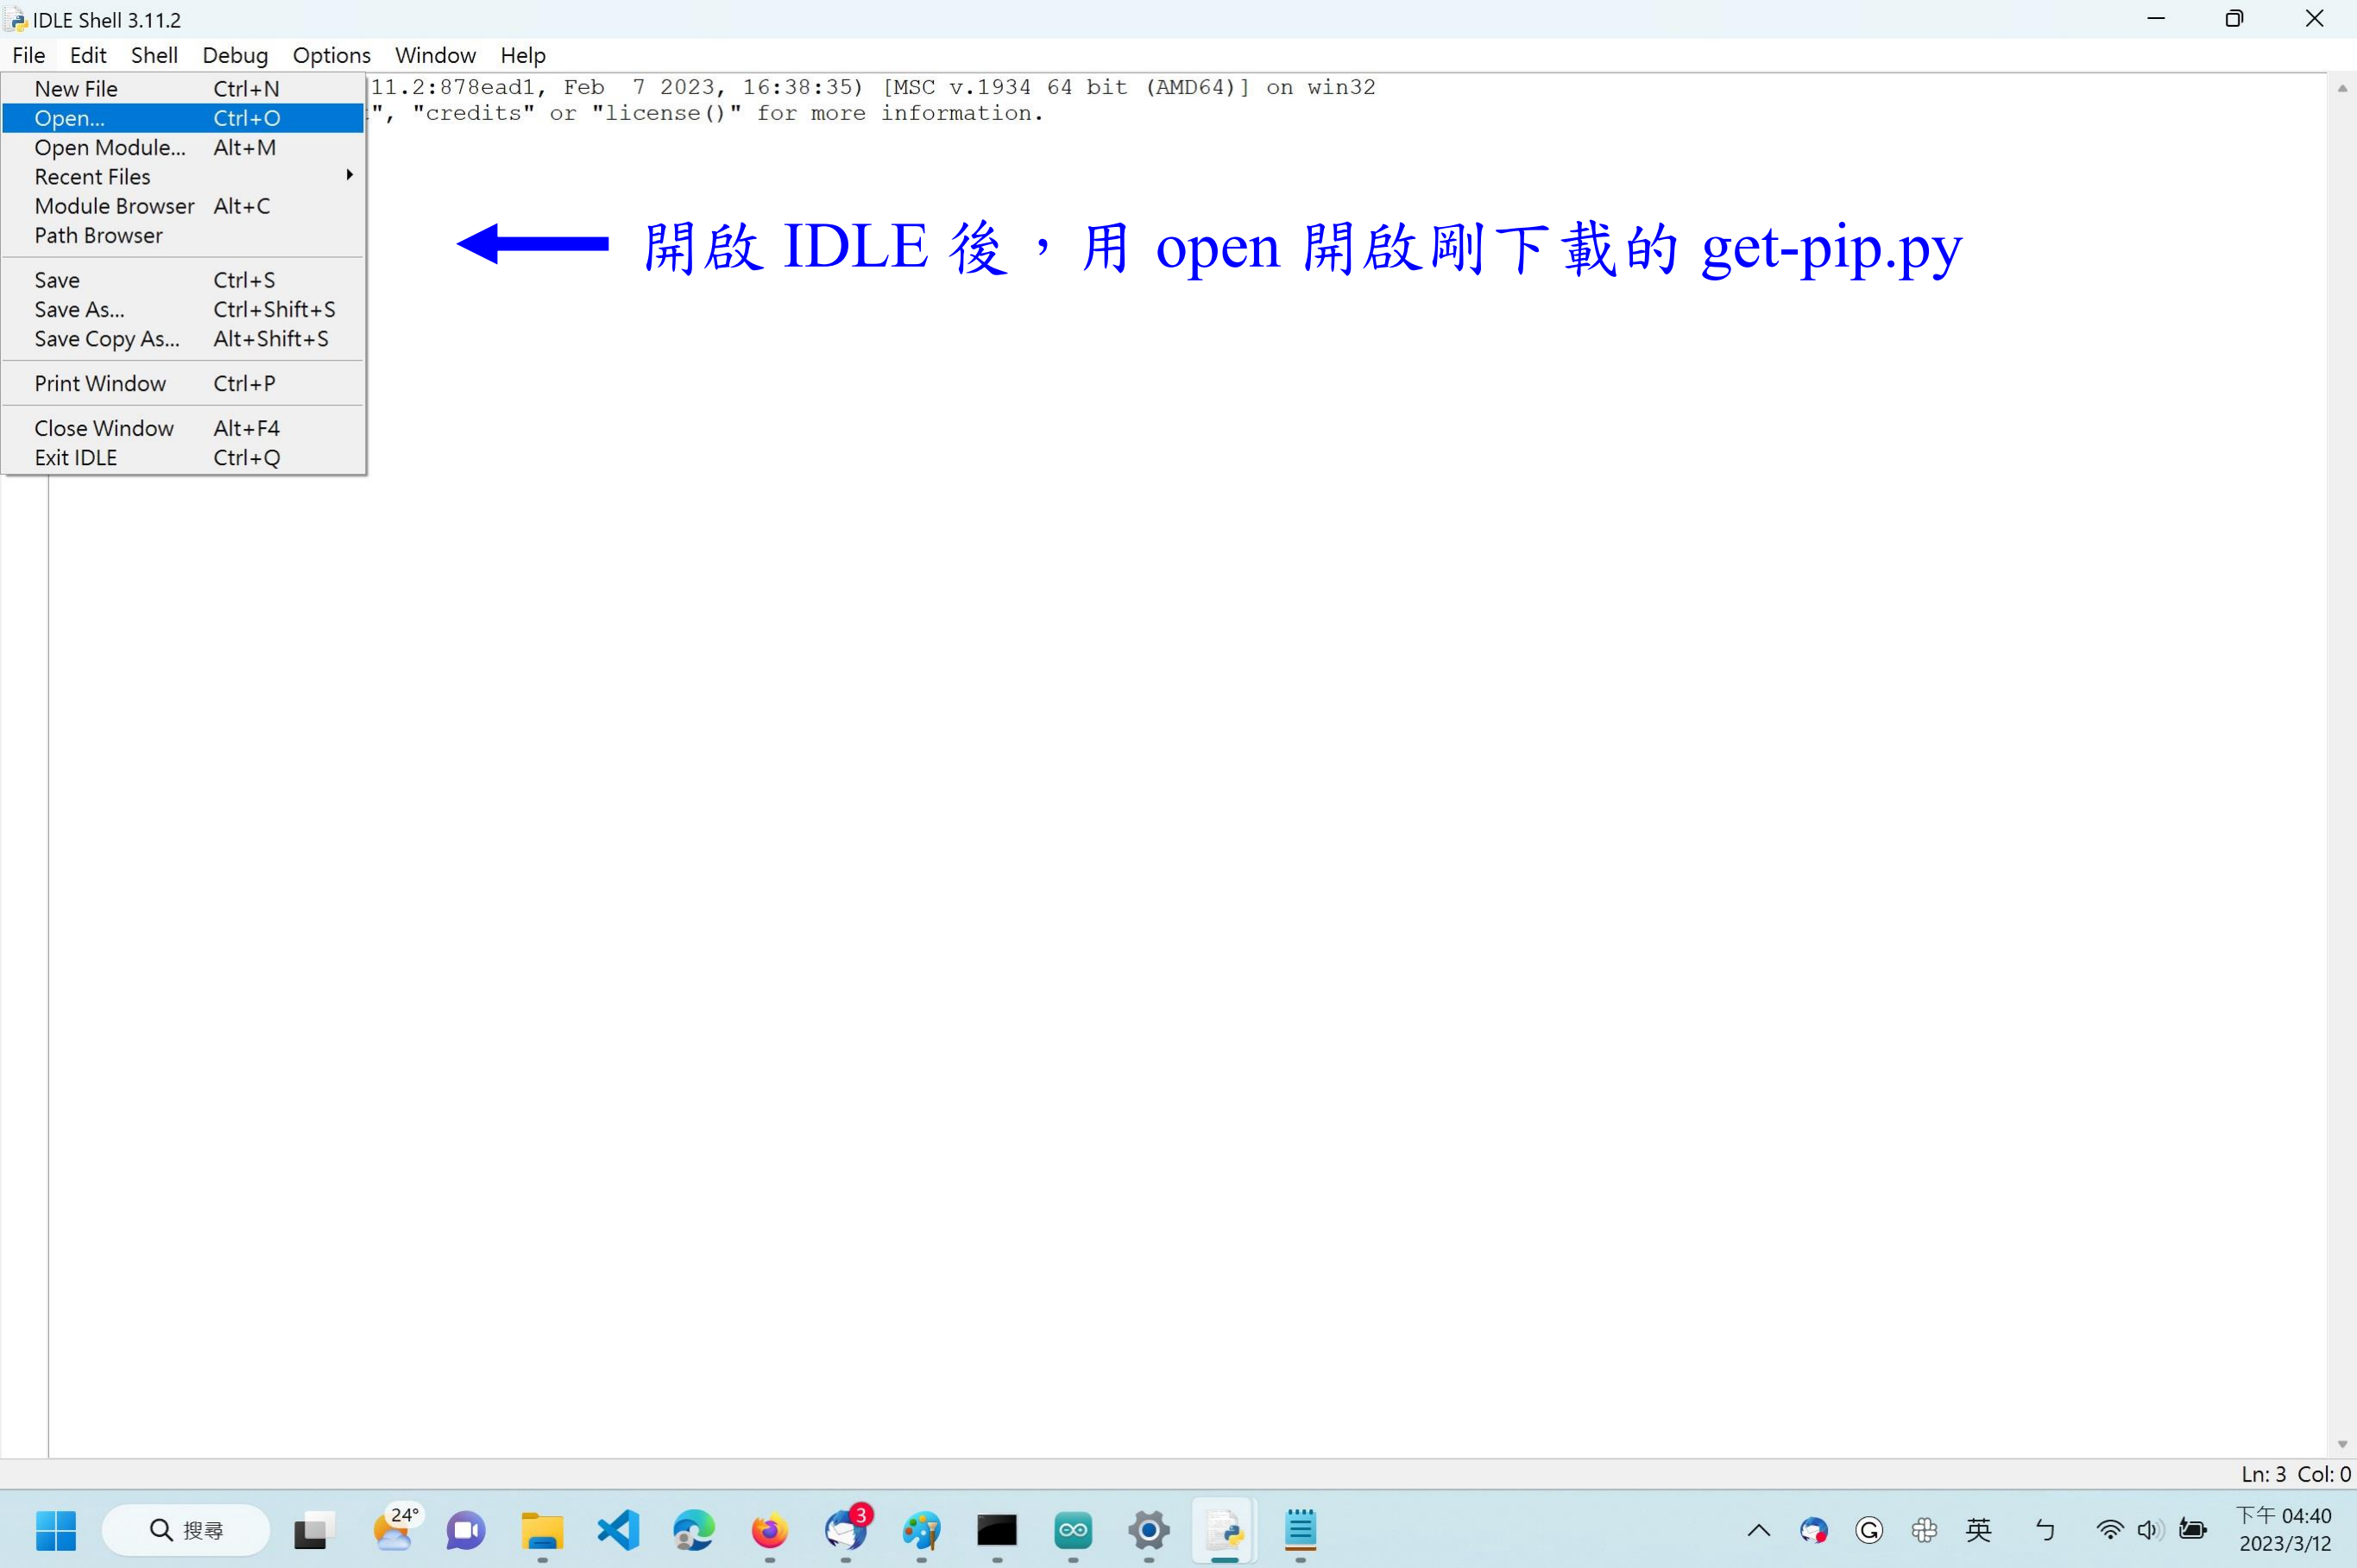 IDLE Shell 3.11.2
File Edit Shell Debug Options Window Help
New File Ctrl+N
Open... Ctrl+O
Open Module... Alt+M
Recent Files
Module Browser Alt+C
Path Browser
Save Ctrl+S
Save As... Ctrl+Shift+S
Save Copy As... Alt+Shift+S
Print Window Ctrl+P
Close Window Alt+F4
Exit IDLE Ctrl+Q
11.2:878ead1, Feb 7 2023, 16:38:35) [MSC v.1934 64 bit (AMD64)] on win32
", "credits" or "license()" for more information.
開啟 IDLE 後，用 open 開啟剛下載的 get-pip.py
Ln: 3 Col: 0
搜尋
24°
3
英
ㄅ
下午 04:40
2023/3/12